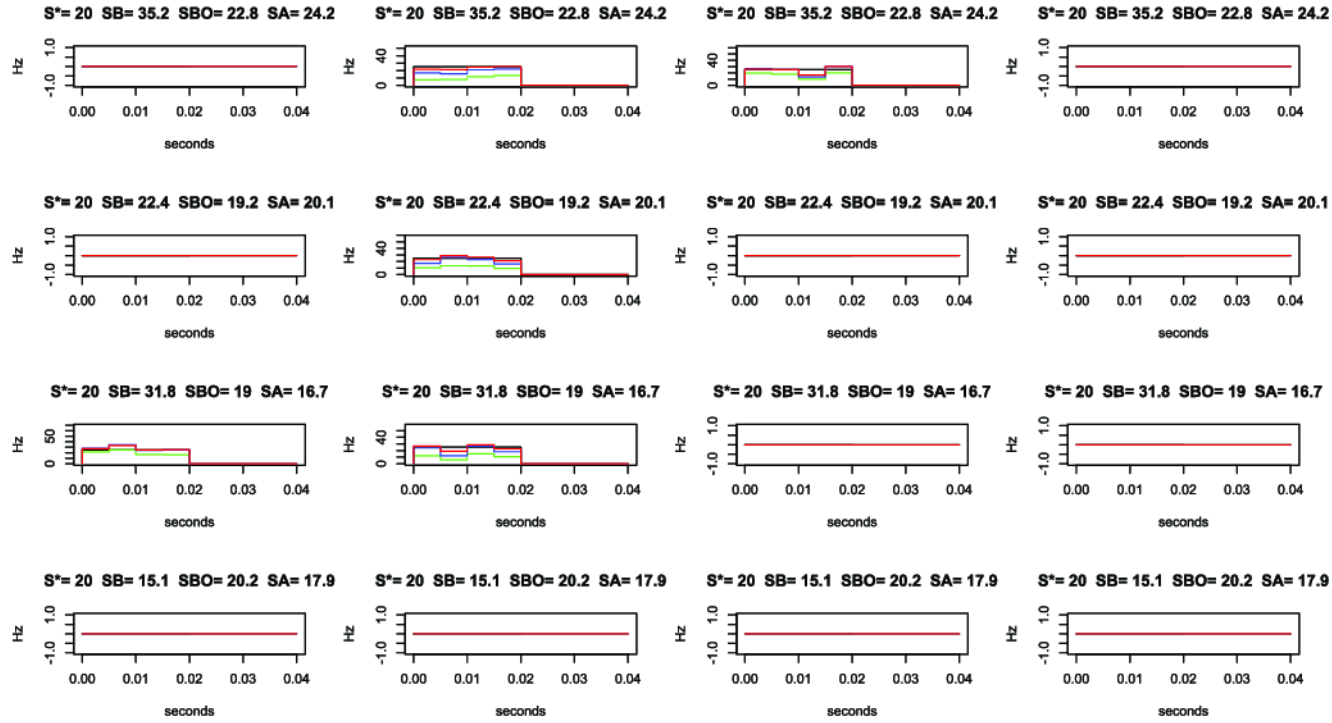 S*= 20 SB= 35.2 SBO= 22.8 SA= 24.2
S*= 20 SB= 35.2 SBO= 22.8 SA= 24.2
S*= 20 SB= 35.2 SBO= 22.8 SA= 24.2
S*= 20 SB= 35.2 SBO= 22.8 SA= 24.2
Hz
-1.0 1.0
Hz
0 40
Hz
0 40
Hz
-1.0 1.0
0.00 0.01 0.02 0.03 0.04
0.00 0.01 0.02 0.03 0.04
0.00 0.01 0.02 0.03 0.04
0.00 0.01 0.02 0.03 0.04
seconds
seconds
seconds
seconds
S*= 20 SB= 22.4 SBO= 19.2 SA= 20.1
S*= 20 SB= 22.4 SBO= 19.2 SA= 20.1
S*= 20 SB= 22.4 SBO= 19.2 SA= 20.1
S*= 20 SB= 22.4 SBO= 19.2 SA= 20.1
Hz
-1.0 1.0
Hz
0 40
Hz
-1.0 1.0
Hz
-1.0 1.0
0.00 0.01 0.02 0.03 0.04
0.00 0.01 0.02 0.03 0.04
0.00 0.01 0.02 0.03 0.04
0.00 0.01 0.02 0.03 0.04
seconds
seconds
seconds
seconds
S*= 20 SB= 31.8 SBO= 19 SA= 16.7
S*= 20 SB= 31.8 SBO= 19 SA= 16.7
S*= 20 SB= 31.8 SBO= 19 SA= 16.7
S*= 20 SB= 31.8 SBO= 19 SA= 16.7
Hz
0 50
Hz
0 40
Hz
-1.0 1.0
Hz
-1.0 1.0
0.00 0.01 0.02 0.03 0.04
0.00 0.01 0.02 0.03 0.04
0.00 0.01 0.02 0.03 0.04
0.00 0.01 0.02 0.03 0.04
seconds
seconds
seconds
seconds
S*= 20 SB= 15.1 SBO= 20.2 SA= 17.9
S*= 20 SB= 15.1 SBO= 20.2 SA= 17.9
S*= 20 SB= 15.1 SBO= 20.2 SA= 17.9
S*= 20 SB= 15.1 SBO= 20.2 SA= 17.9
Hz
-1.0 1.0
Hz
-1.0 1.0
Hz
-1.0 1.0
Hz
-1.0 1.0
0.00 0.01 0.02 0.03 0.04
0.00 0.01 0.02 0.03 0.04
0.00 0.01 0.02 0.03 0.04
0.00 0.01 0.02 0.03 0.04
seconds
seconds
seconds
seconds